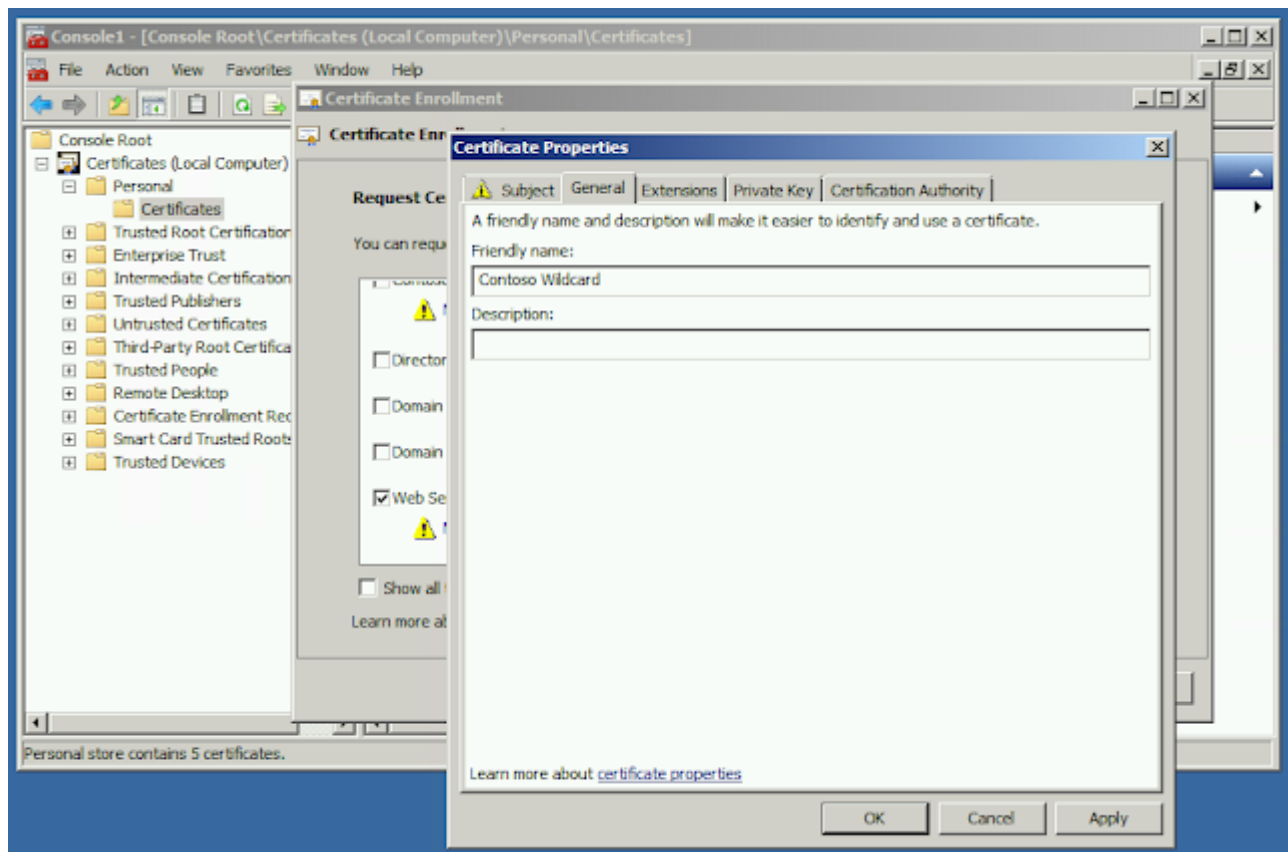 Console1 - [Console Root\Certificates (Local Computer)\Personal\Certificates]
File Action View Favorites Window Help
Console Root
Certificates (Local Computer)
Personal
Certificates
Trusted Root Certification
Enterprise Trust
Intermediate Certification
Trusted Publishers
Untrusted Certificates
Third-Party Root Certifica
Trusted People
Remote Desktop
Certificate Enrollment Req
Smart Card Trusted Roots
Trusted Devices
Personal store contains 5 certificates.
Certificate Enrollment
Certificate Enr
Request Ce
You can requ
Director
Domain
Domain
Web Se
Show all
Learn more ab
Certificate Properties
Subject General Extensions Private Key Certification Authority
A friendly name and description will make it easier to identify and use a certificate.
Friendly name:
Contoso Wildcard
Description:
Learn more about certificate properties
OK Cancel Apply